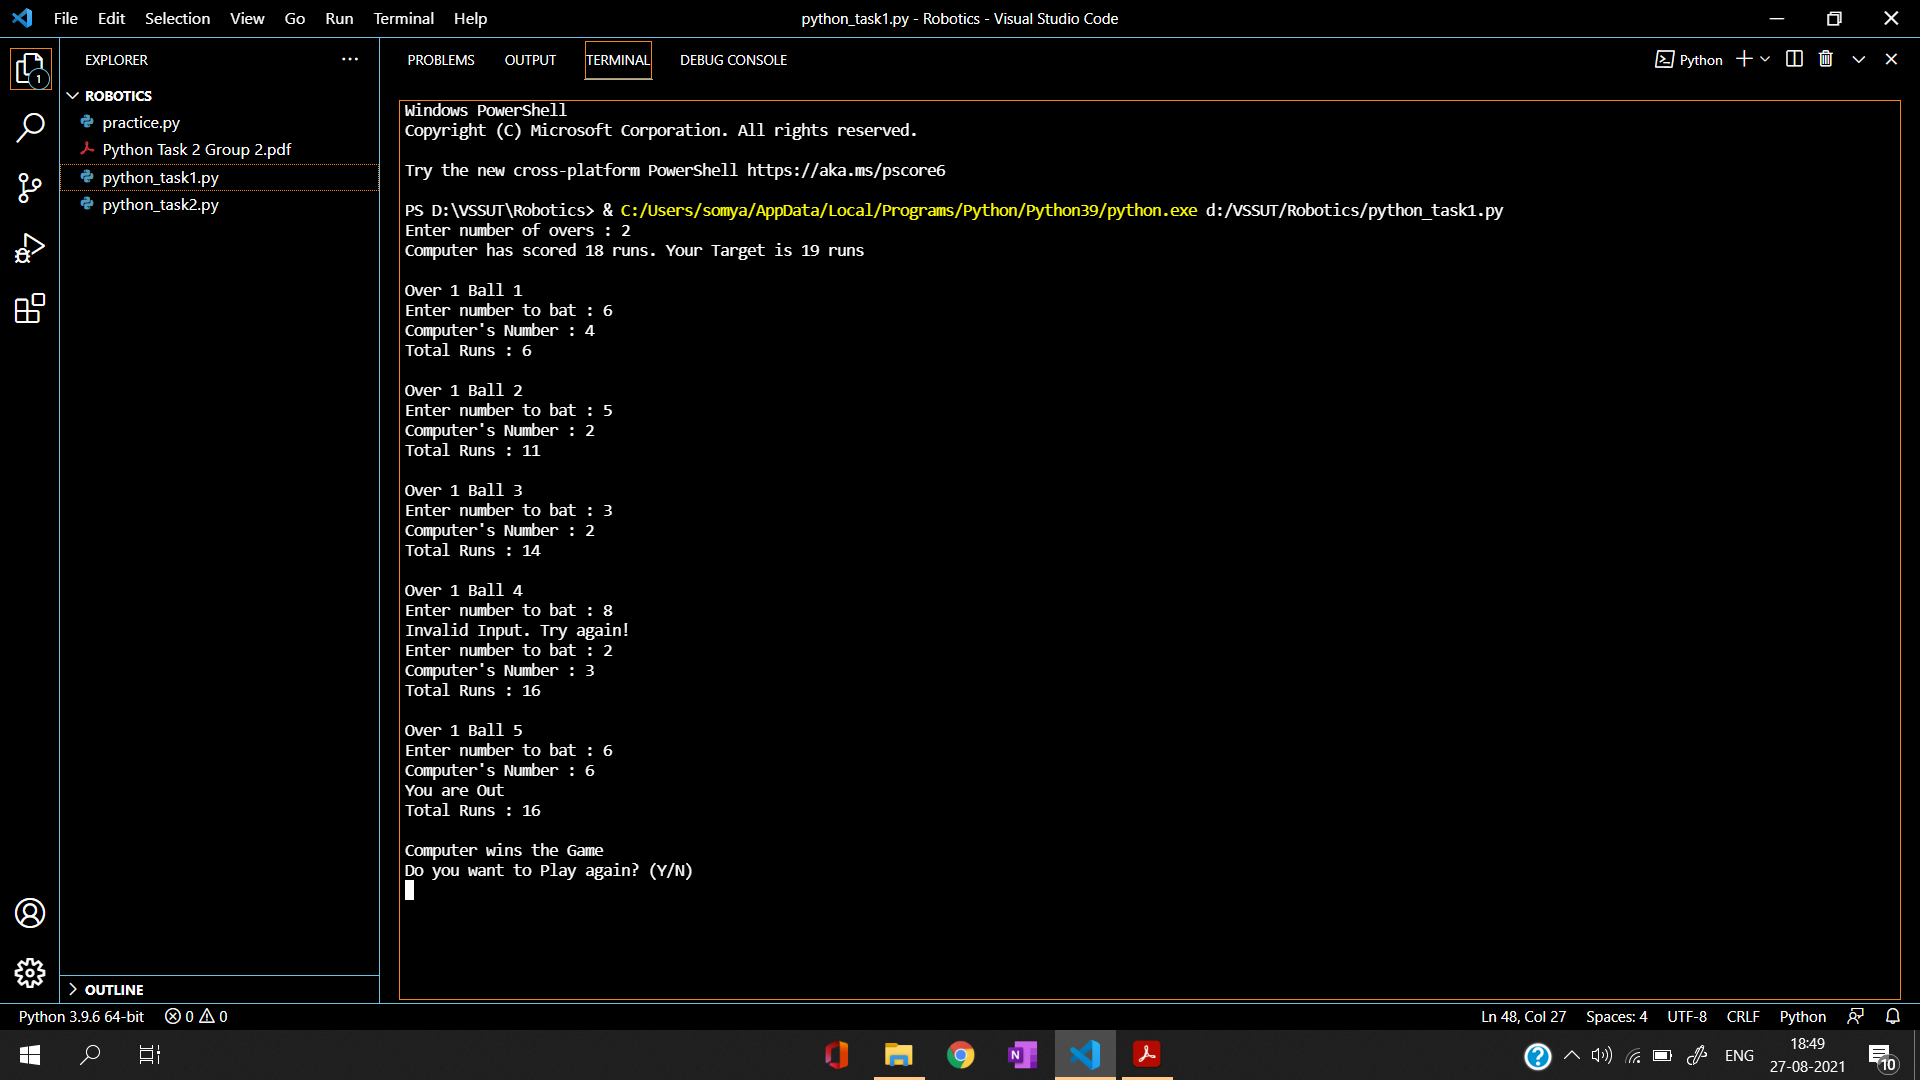 File Edit Selection View Go Run Terminal Help
python_task1.py - Robotics - Visual Studio Code
EXPLORER
1
ROBOTICS
practice.py
Python Task 2 Group 2.pdf
python_task1.py
python_task2.py
OUTLINE
PROBLEMS OUTPUT TERMINAL DEBUG CONSOLE
Python
Windows PowerShell
Copyright (C) Microsoft Corporation. All rights reserved.
Try the new cross-platform PowerShell https://aka.ms/pscore6
PS D:\VSSUT\Robotics> & C:/Users/somya/AppData/Local/Programs/Python/Python39/python.exe d:/VSSUT/Robotics/python_task1.py
Enter number of overs : 2
Computer has scored 18 runs. Your Target is 19 runs
Over 1 Ball 1
Enter number to bat : 6
Computer's Number : 4
Total Runs : 6
Over 1 Ball 2
Enter number to bat : 5
Computer's Number : 2
Total Runs : 11
Over 1 Ball 3
Enter number to bat : 3
Computer's Number : 2
Total Runs : 14
Over 1 Ball 4
Enter number to bat : 8
Invalid Input. Try again!
Enter number to bat : 2
Computer's Number : 3
Total Runs : 16
Over 1 Ball 5
Enter number to bat : 6
Computer's Number : 6
You are Out
Total Runs : 16
Computer wins the Game
Do you want to Play again? (Y/N)
Python 3.9.6 64-bit 0 0
Ln 48, Col 27 Spaces: 4 UTF-8 CRLF Python
N
ENG
18:49
27-08-2021
10